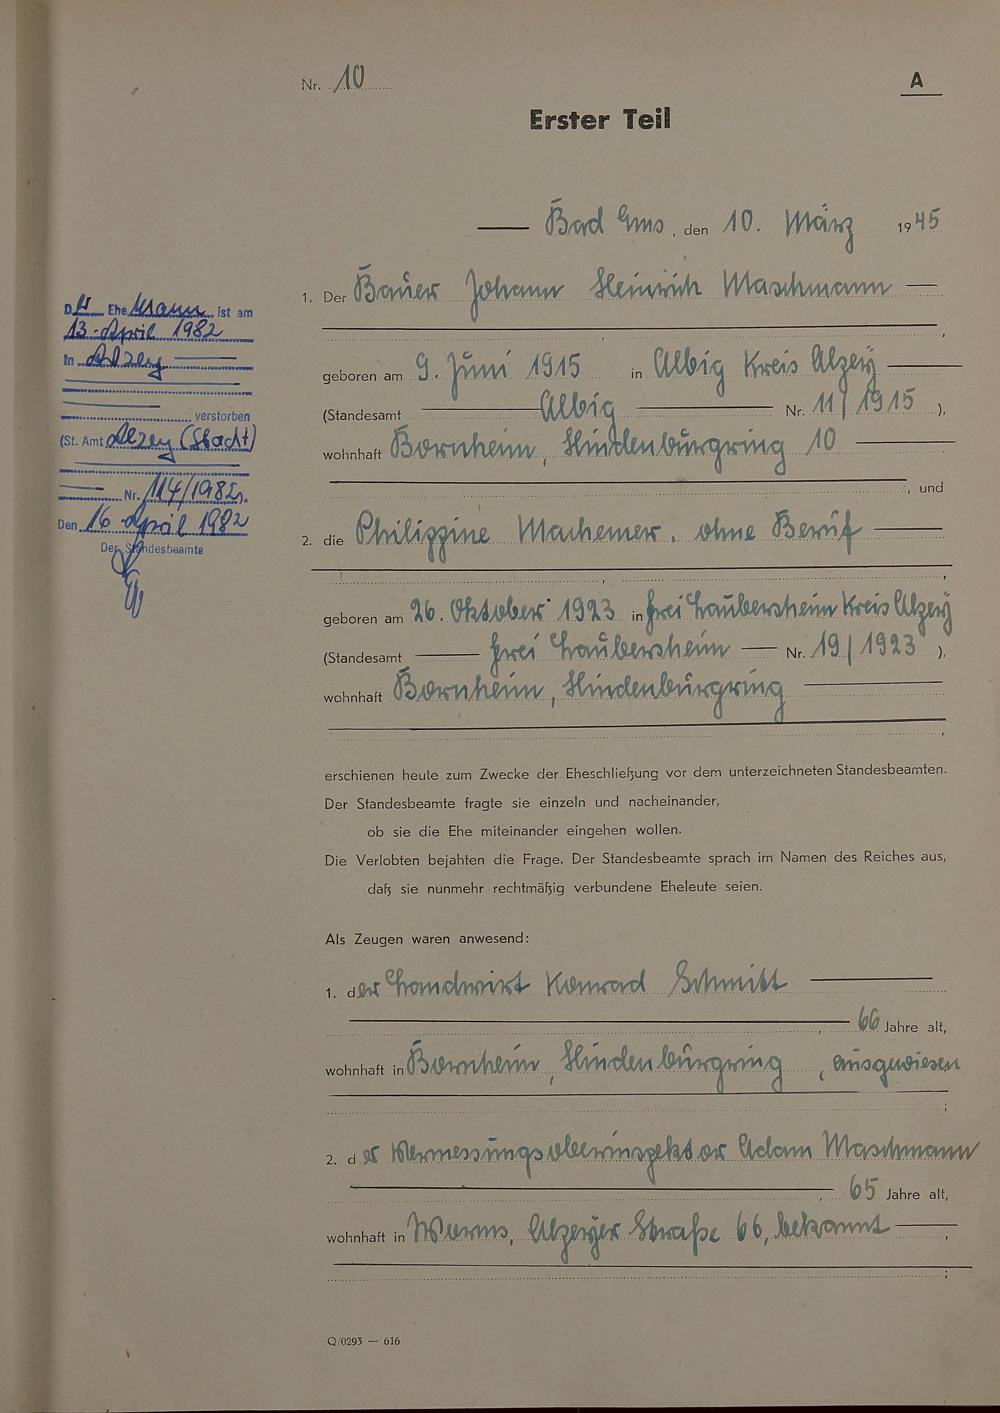 Nr. 10
A
Erster Teil
Bad Ems, den 10. März 1945
1. Der Bauer Johann Heinrich Maschmann
geboren am 9. Juni 1915 in Albig Kreis Alzey
(Standesamt Albig Nr. 11/1915),
wohnhaft Bornheim, Hindenburgring 10
, und
2. die Philippine Machemer, ohne Beruf
geboren am 26. Oktober 1923 in Frei Laubersheim Kreis Alzey
(Standesamt Frei Laubersheim Nr. 19/1923),
wohnhaft Bornheim, Hindenburgring
erschienen heute zum Zwecke der Eheschließung vor dem unterzeichneten Standesbeamten.
Der Standesbeamte fragte sie einzeln und nacheinander,
ob sie die Ehe miteinander eingehen wollen.
Die Verlobten bejahten die Frage. Der Standesbeamte sprach im Namen des Reiches aus,
daß sie nunmehr rechtmäßig verbundene Eheleute seien.
Als Zeugen waren anwesend:
1. der Landwirt Konrad Schmitt
, 66 Jahre alt,
wohnhaft in Bornheim, Hindenburgring, ausgewiesen
;
2. der Vermessungsoberinspektor Adam Maschmann
, 65 Jahre alt,
wohnhaft in Worms, Alzeyer Straße 66, bekannt
;
Q/0293 — 616
Der Ehemann ist am
13. April 1982
in Alzey
verstorben
(St. Amt Alzey (Stadt)
Nr. 114/1982).
Den 16 April 1982
Der Standesbeamte